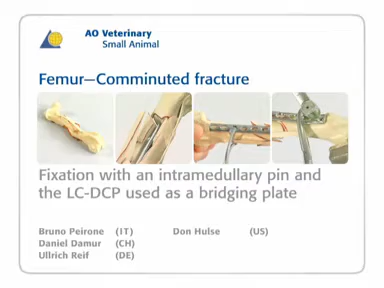 AO Veterinary
Small Animal
Femur—Comminuted fracture
Fixation with an intramedullary pin and
the LC-DCP used as a bridging plate
Bruno Peirone (IT) Don Hulse (US)
Daniel Damur (CH)
Ullrich Reif (DE)